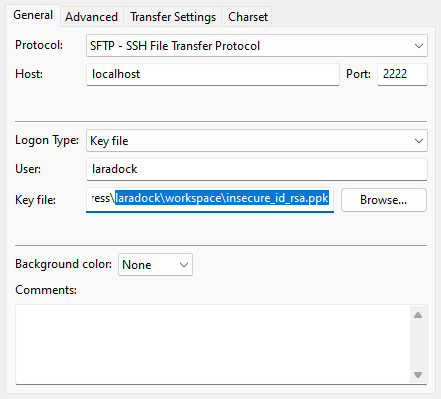 General Advanced Transfer Settings Charset
Protocol: SFTP - SSH File Transfer Protocol
Host: localhost Port: 2222
Logon Type: Key file
User: laradock
Key file: ress\laradock\workspace\insecure_id_rsa.ppk Browse...
Background color: None
Comments: